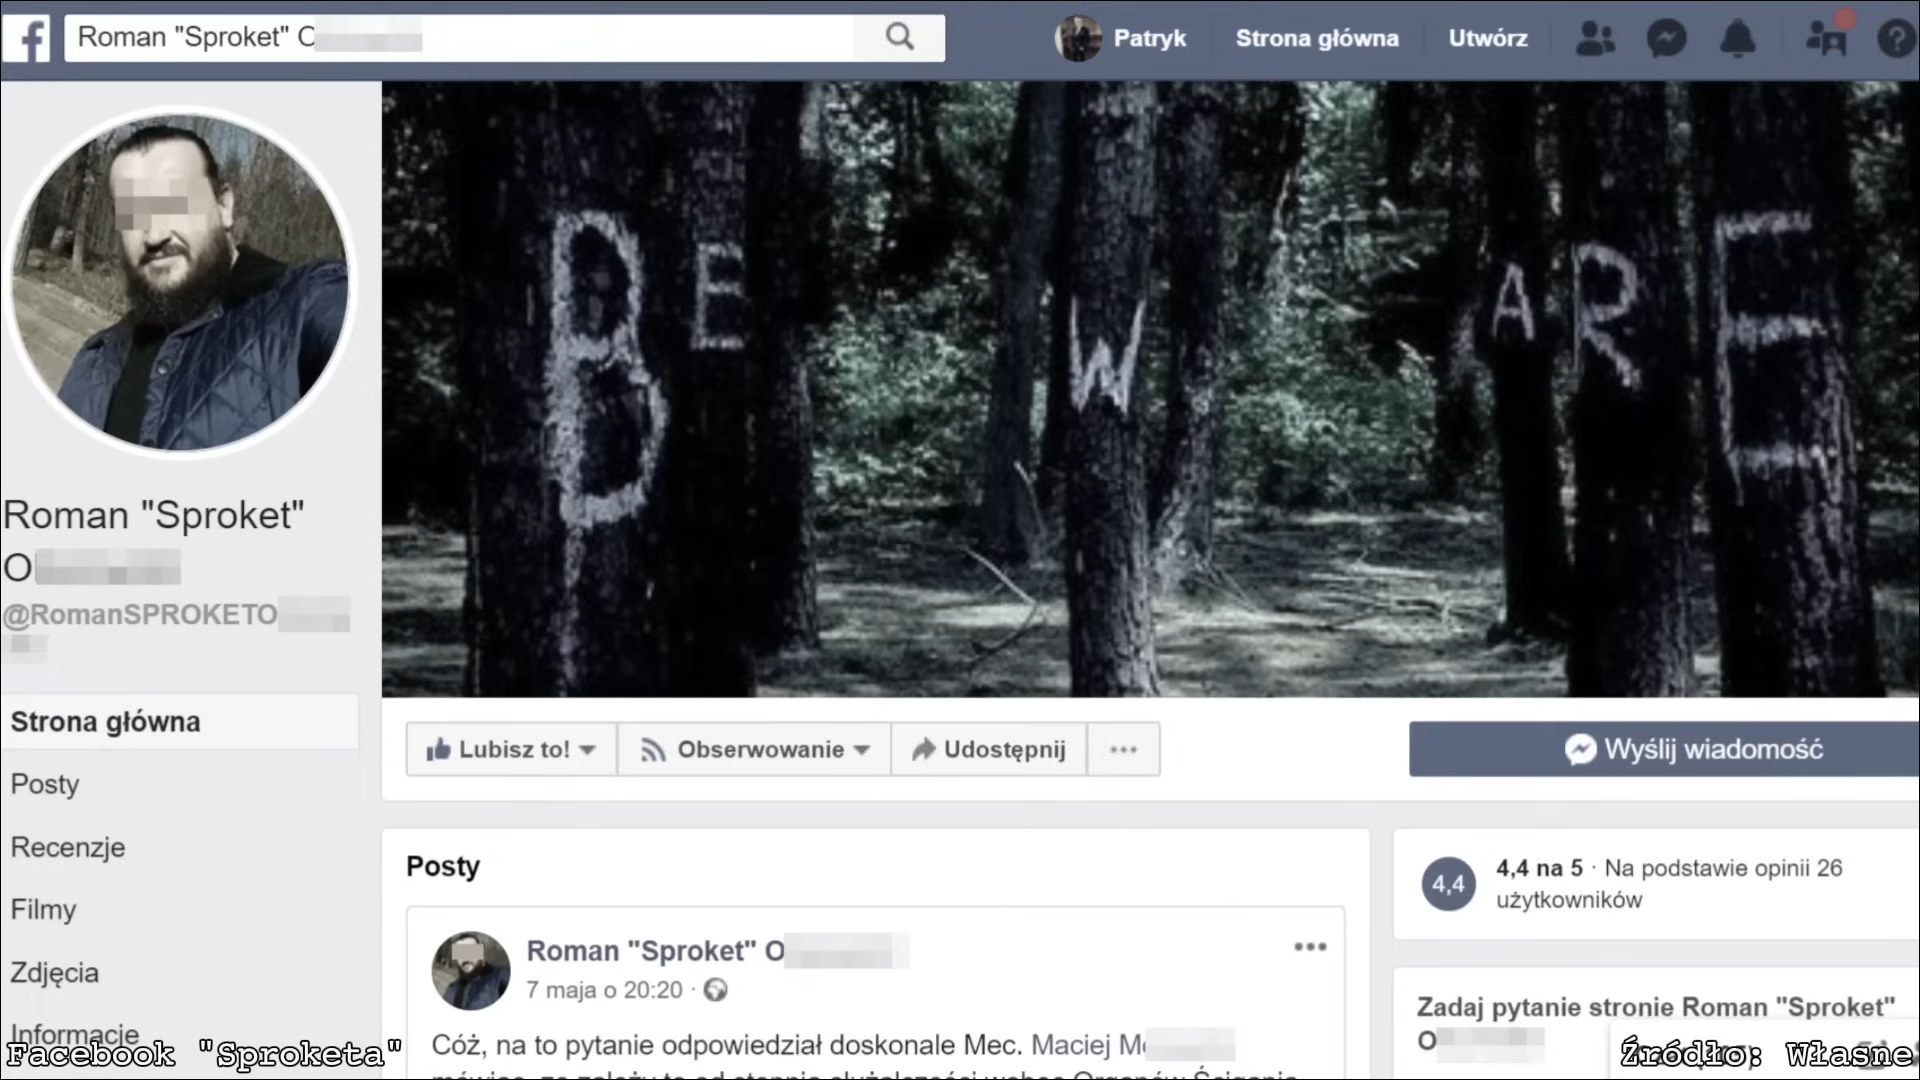 Roman "Sproket" O
Patryk
Strona główna
Utwórz
BEWARE
Roman "Sproket"
O
@RomanSPROKETO
Strona główna
Posty
Recenzje
Filmy
Zdjęcia
Informacje
Lubisz to!
Obserwowanie
Udostępnij
Wyślij wiadomość
Posty
Roman "Sproket" O
7 maja o 20:20
Cóż, na to pytanie odpowiedział doskonale Mec. Maciej M
4,4
4,4 na 5 · Na podstawie opinii 26
użytkowników
Zadaj pytanie stronie Roman "Sproket"
O
Facebook "Sproketa"
Źródło: Własne